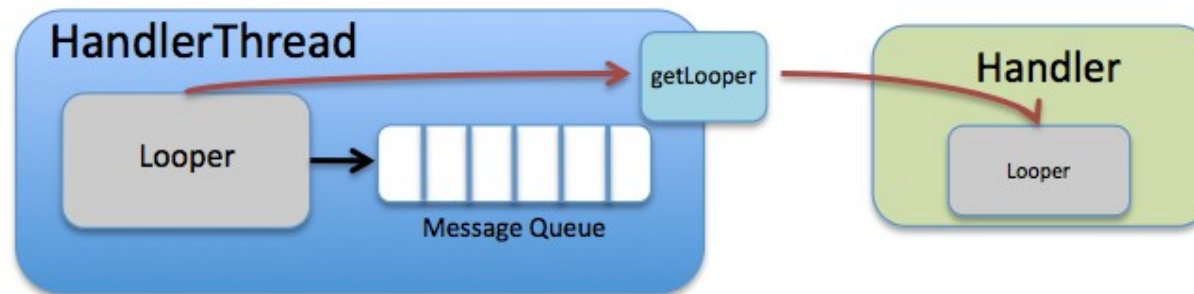 HandlerThread
getLooper
Handler
Looper
Looper
Message Queue